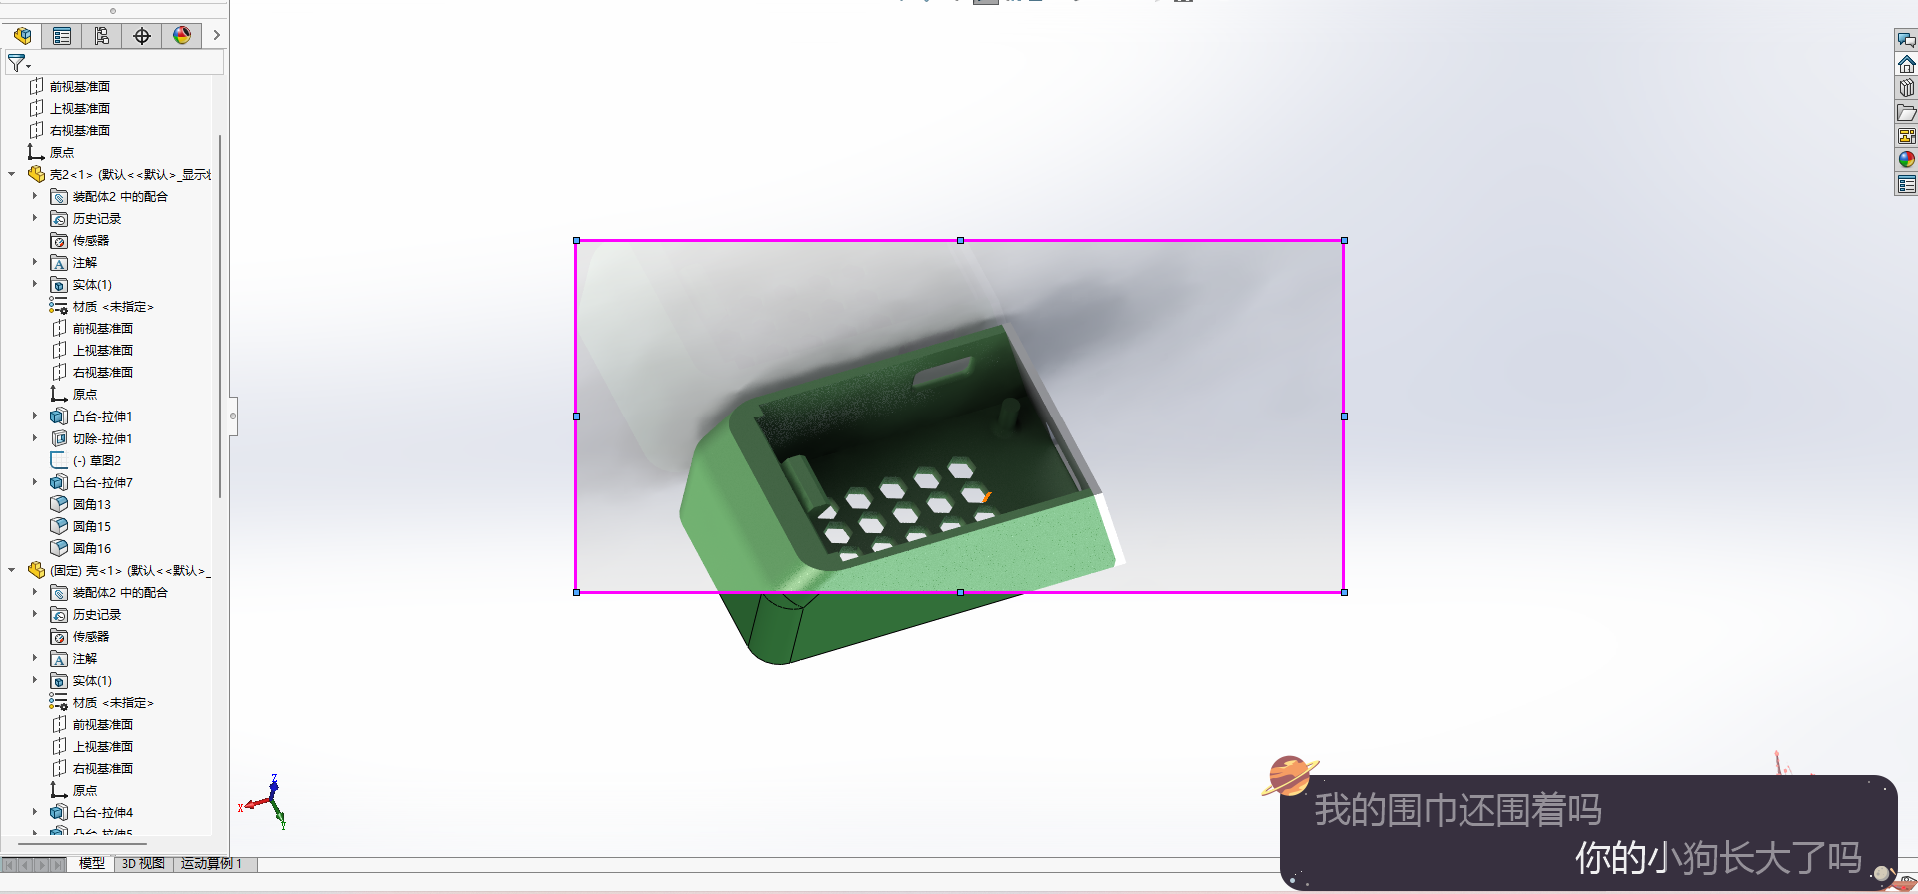 前视基准面
上视基准面
右视基准面
原点
壳2<1> (默认<<默认>_显示状
装配体2 中的配合
历史记录
传感器
注解
实体(1)
材质 <未指定>
前视基准面
上视基准面
右视基准面
原点
凸台-拉伸1
切除-拉伸1
(-) 草图2
凸台-拉伸7
圆角13
圆角15
圆角16
(固定) 壳<1> (默认<<默认>_
装配体2 中的配合
历史记录
传感器
注解
实体(1)
材质 <未指定>
前视基准面
上视基准面
右视基准面
原点
凸台-拉伸4
凸台-拉伸5
Z
X
Y
模型
3D 视图
运动算例 1
我的围巾还围着吗
你的小狗长大了吗